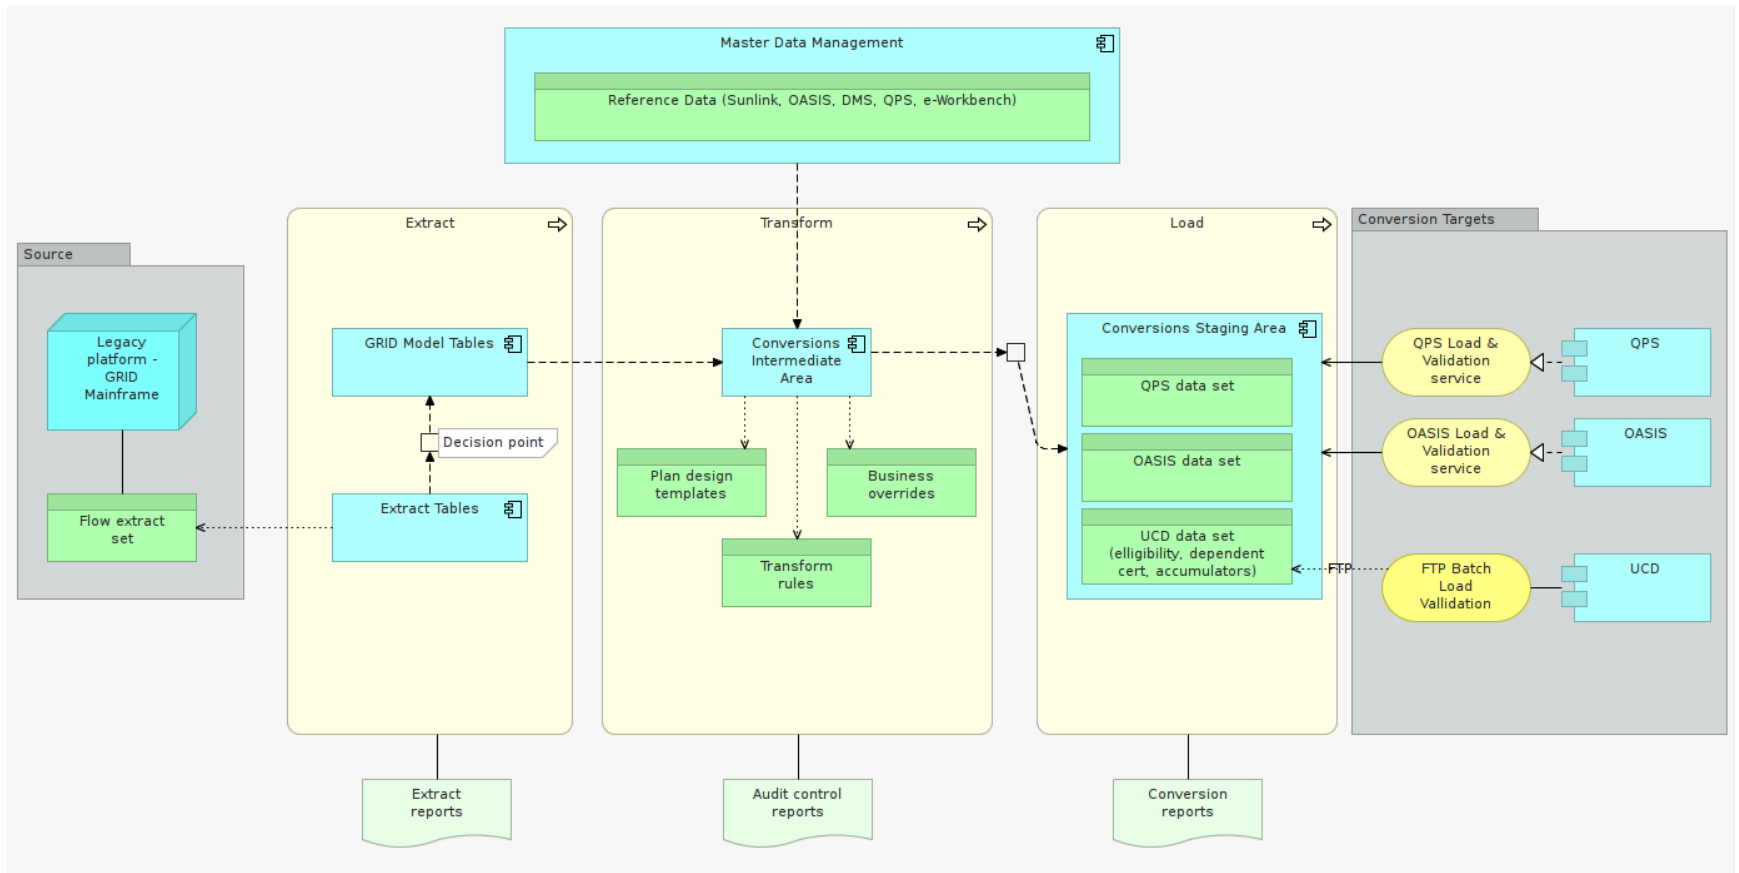 Master Data Management
Reference Data (Sunlink, OASIS, DMS, QPS, e-Workbench)
Source
Legacy
platform -
GRID
Mainframe
Flow extract
set
Extract
GRID Model Tables
Decision point
Extract Tables
Transform
Conversions
Intermediate
Area
Plan design
templates
Business
overrides
Transform
rules
Load
Conversions Staging Area
QPS data set
OASIS data set
UCD data set
(elligibility, dependent
cert, accumulators)
FTP
Conversion Targets
QPS Load &
Validation
service
QPS
OASIS Load &
Validation
service
OASIS
FTP Batch
Load
Vallidation
UCD
Extract
reports
Audit control
reports
Conversion
reports